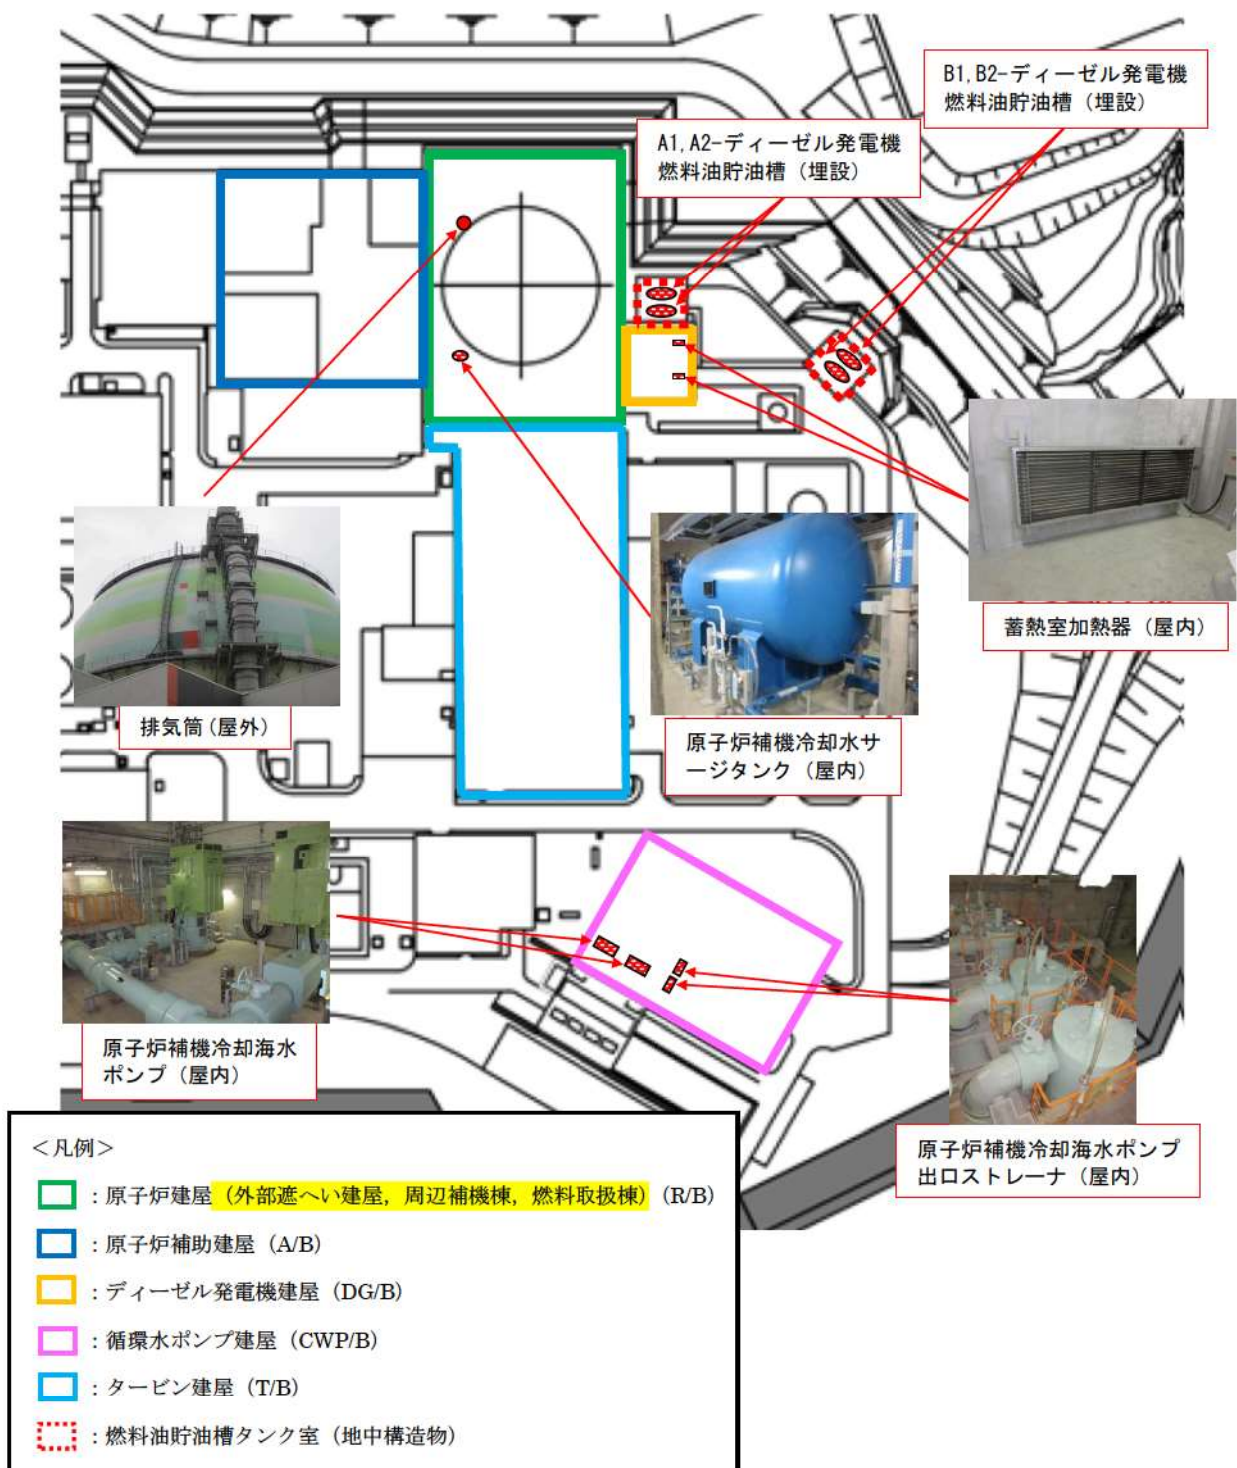 B1,B2-ディーゼル発電機
燃料油貯油槽（埋設）
A1,A2-ディーゼル発電機
燃料油貯油槽（埋設）
蓄熱室加熱器（屋内）
排気筒(屋外）
原子炉補機冷却水サ
ージタンク（屋内）
原子炉補機冷却海水
ポンプ（屋内）
原子炉補機冷却海水ポンプ
出口ストレーナ（屋内）
＜凡例＞
：原子炉建屋（外部遮へい建屋，周辺補機棟，燃料取扱棟）（R/B）
：原子炉補助建屋（A/B）
：ディーゼル発電機建屋（DG/B）
：循環水ポンプ建屋（CWP/B）
：タービン建屋（T/B）
：燃料油貯油槽タンク室（地中構造物）